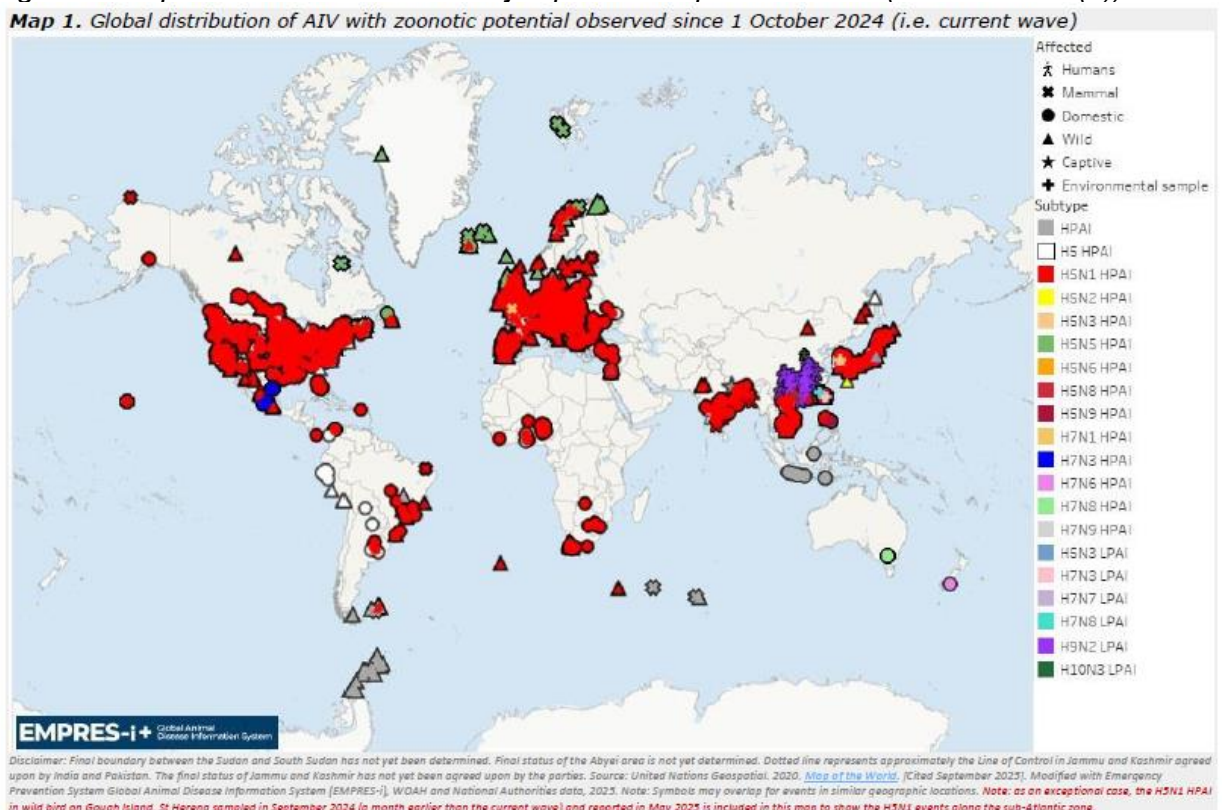 Map 1. Global distribution of AIV with zoonotic potential observed since 1 October 2024 (i.e. current wave)
Affected
Humans
Mammal
Domestic
Wild
Captive
Environmental sample
Subtype
HPAI
H5 HPAI
H5N1 HPAI
H5N2 HPAI
H5N3 HPAI
H5N5 HPAI
H5N6 HPAI
H5N8 HPAI
H5N9 HPAI
H7N1 HPAI
H7N3 HPAI
H7N6 HPAI
H7N8 HPAI
H7N9 HPAI
H5N3 LPAI
H7N3 LPAI
H7N7 LPAI
H7N8 LPAI
H9N2 LPAI
H10N3 LPAI
EMPRES-i+ Global Animal
Disease Information System
Disclaimer: Final boundary between the Sudan and South Sudan has not yet been determined. Final status of the Abyei area is not yet determined. Dotted line represents approximately the Line of Control in Jammu and Kashmir agreed
upon by India and Pakistan. The final status of Jammu and Kashmir has not yet been agreed upon by the parties. Source: United Nations Geospatial. 2020. Map of the World. [Cited September 2025]. Modified with Emergency
Prevention System Global Animal Disease Information System [EMPRES-i], WOAH and National Authorities data, 2025. Note: Symbols may overlap for events in similar geographic locations. Note: as an exceptional case, the H5N1 HPAI
in wild bird on Gough Island, St Herena sampled in September 2024 (a month earlier than the current wave) and reported in May 2025 is included in this map to show the H5N1 events along the sub-Atlantic zone.